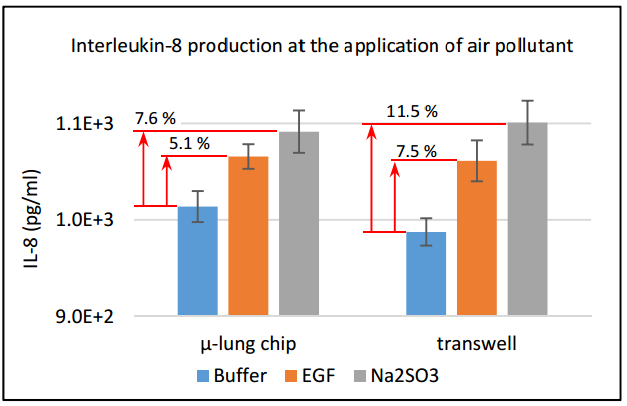 Interleukin-8 production at the application of air pollutant
IL-8 (pg/ml)
1.1E+3
1.0E+3
9.0E+2
7.6 %
5.1 %
11.5 %
7.5 %
μ-lung chip
transwell
Buffer EGF Na2SO3